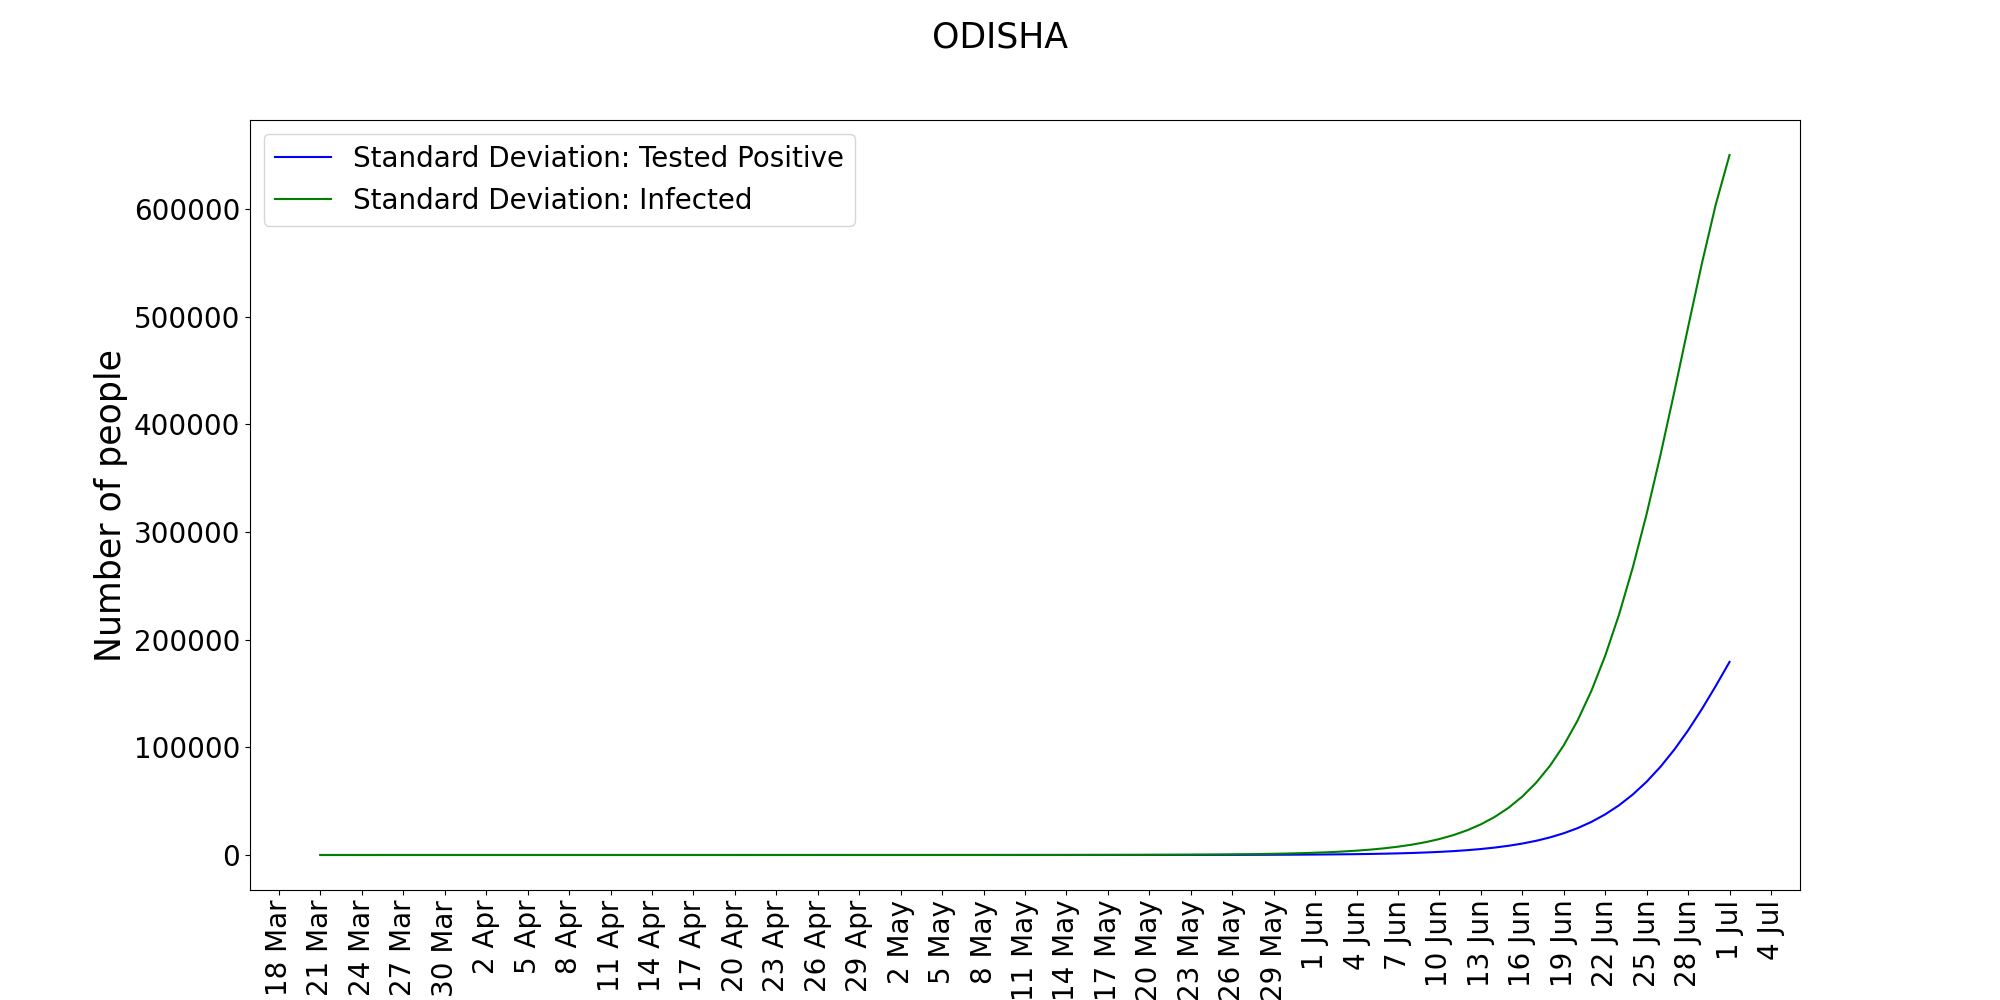 ODISHA
Standard Deviation: Tested Positive
Standard Deviation: Infected
Number of people
600000
500000
400000
300000
200000
100000
0
18 Mar
21 Mar
24 Mar
27 Mar
30 Mar
2 Apr
5 Apr
8 Apr
11 Apr
14 Apr
17 Apr
20 Apr
23 Apr
26 Apr
29 Apr
2 May
5 May
8 May
11 May
14 May
17 May
20 May
23 May
26 May
29 May
1 Jun
4 Jun
7 Jun
10 Jun
13 Jun
16 Jun
19 Jun
22 Jun
25 Jun
28 Jun
1 Jul
4 Jul